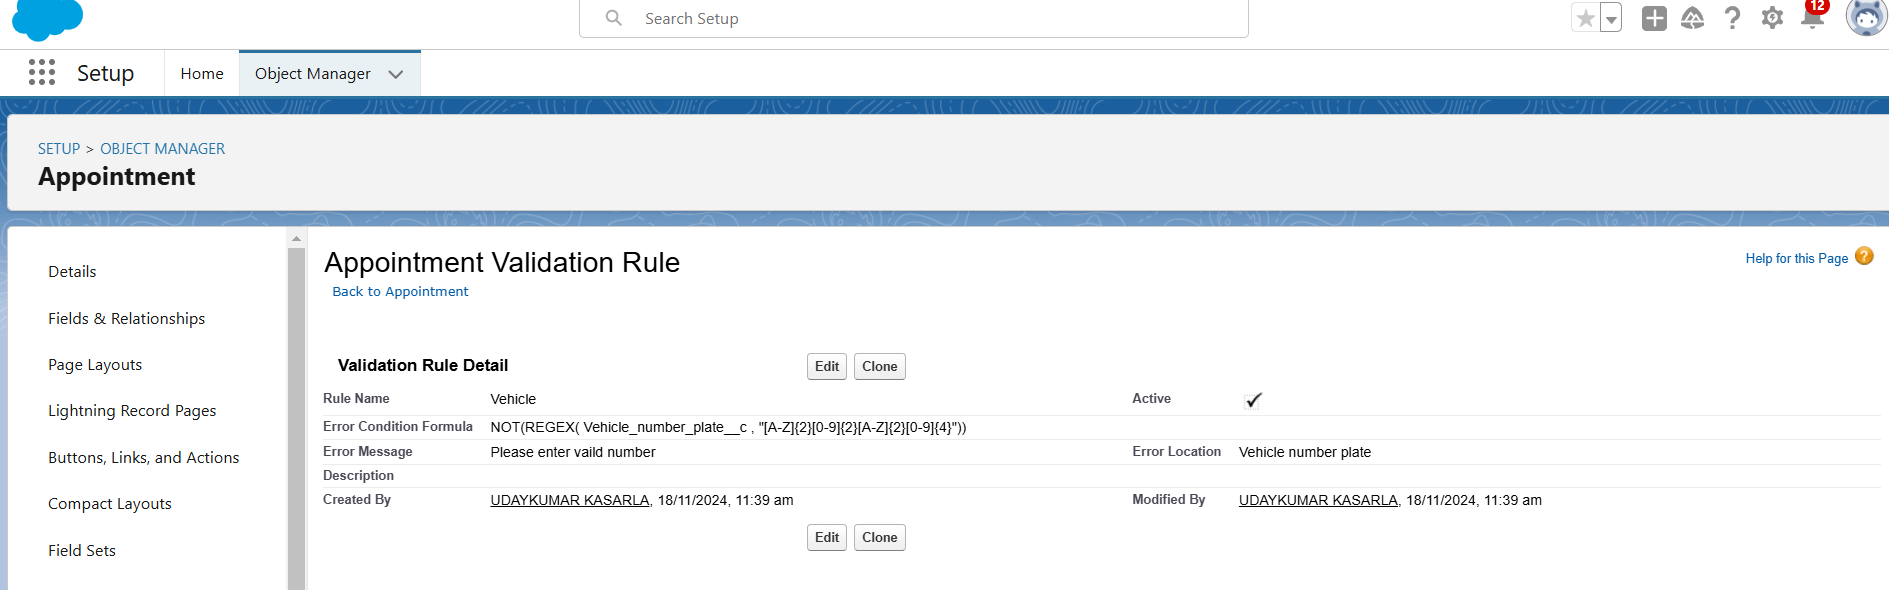 Search Setup
12
Setup
Home
Object Manager
SETUP > OBJECT MANAGER
Appointment
Details
Fields & Relationships
Page Layouts
Lightning Record Pages
Buttons, Links, and Actions
Compact Layouts
Field Sets
Appointment Validation Rule
Back to Appointment
Help for this Page ?
Validation Rule Detail
Edit
Clone
Rule Name Vehicle Active
Error Condition Formula NOT(REGEX( Vehicle_number_plate__c , "[A-Z]{2}[0-9]{2}[A-Z]{2}[0-9]{4}"))
Error Message Please enter vaild number Error Location Vehicle number plate
Description
Created By UDAYKUMAR KASARLA, 18/11/2024, 11:39 am Modified By UDAYKUMAR KASARLA, 18/11/2024, 11:39 am
Edit
Clone